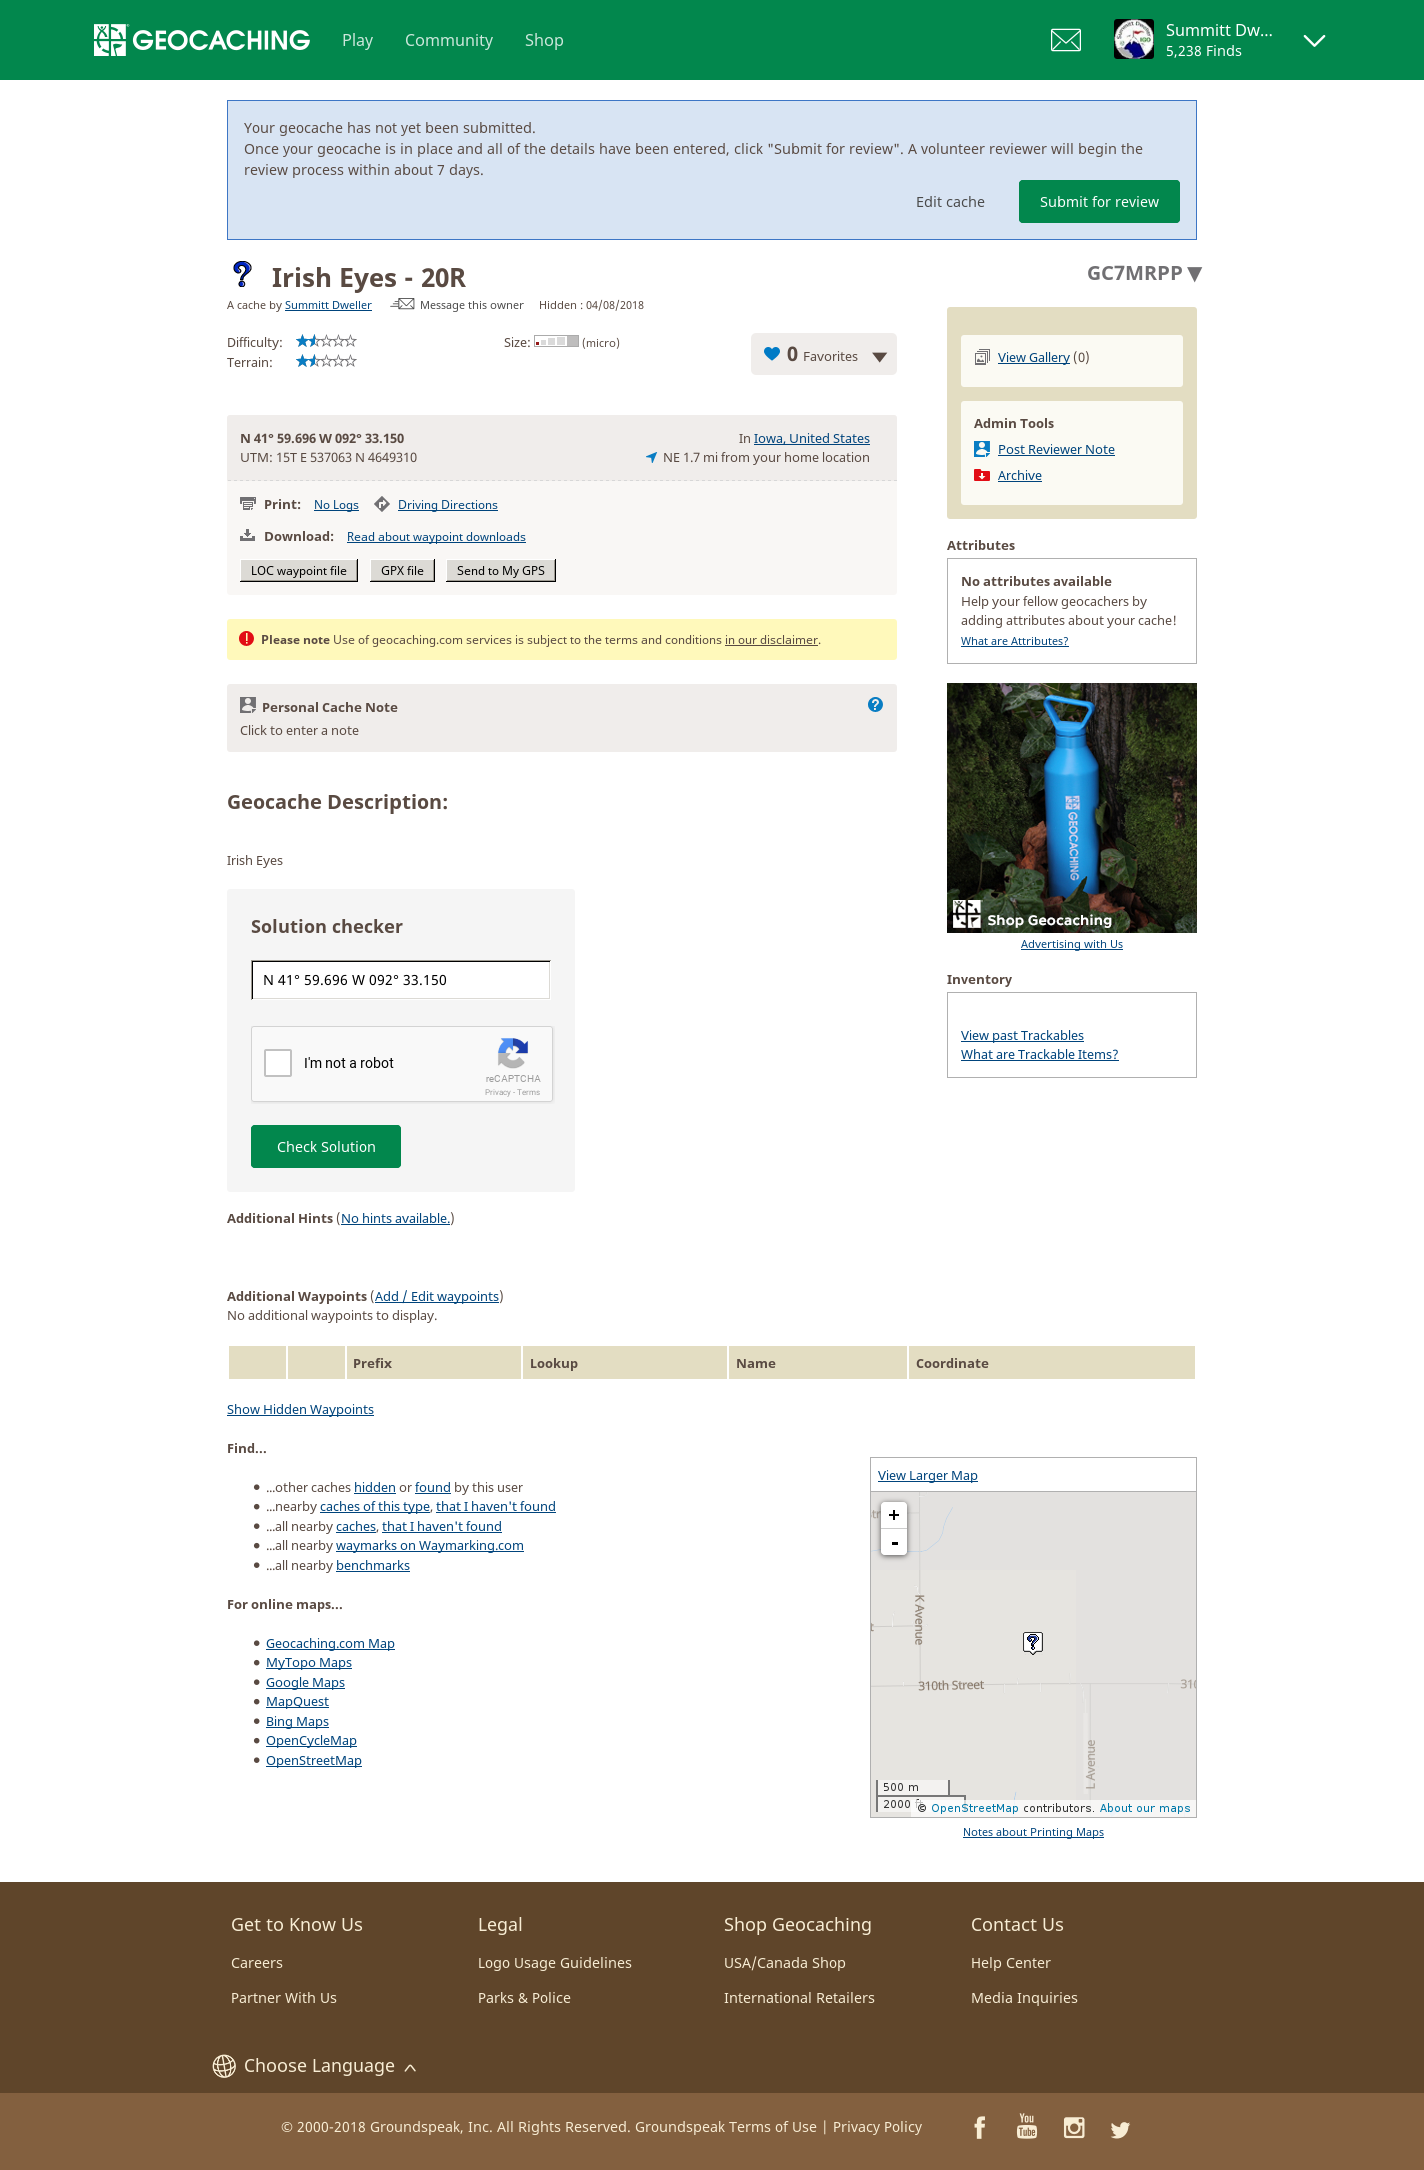 GEOCACHING Play Community Shop Summitt Dw...
5,238 Finds
Your geocache has not yet been submitted.
Once your geocache is in place and all of the details have been entered, click "Submit for review". A volunteer reviewer will begin the
review process within about 7 days.
Edit cache Submit for review
Irish Eyes - 20R
GC7MRPP ▼
A cache by Summitt Dweller Message this owner Hidden : 04/08/2018
Difficulty: Size: (micro)
Terrain:
0 Favorites
View Gallery (0)
Admin Tools
Post Reviewer Note
Archive
N 41° 59.696 W 092° 33.150 In Iowa, United States
UTM: 15T E 537063 N 4649310 NE 1.7 mi from your home location
Print: No Logs Driving Directions
Download: Read about waypoint downloads
LOC waypoint file GPX file Send to My GPS
Attributes
No attributes available
Help your fellow geocachers by
adding attributes about your cache!
What are Attributes?
Please note Use of geocaching.com services is subject to the terms and conditions in our disclaimer.
Personal Cache Note
Click to enter a note
GEOCACHING
Shop Geocaching
Advertising with Us
Geocache Description:
Irish Eyes
Solution checker
N 41° 59.696 W 092° 33.150
I'm not a robot
reCAPTCHA
Privacy - Terms
Check Solution
Inventory
View past Trackables
What are Trackable Items?
Additional Hints (No hints available.)
Additional Waypoints (Add / Edit waypoints)
No additional waypoints to display.
Prefix Lookup Name Coordinate
Show Hidden Waypoints
Find...
...other caches hidden or found by this user
...nearby caches of this type, that I haven't found
...all nearby caches, that I haven't found
...all nearby waymarks on Waymarking.com
...all nearby benchmarks
For online maps...
Geocaching.com Map
MyTopo Maps
Google Maps
MapQuest
Bing Maps
OpenCycleMap
OpenStreetMap
View Larger Map
+
-
K Avenue
310th Street
310
L Avenue
500 m
2000
© OpenStreetMap contributors. About our maps
Notes about Printing Maps
Get to Know Us Legal Shop Geocaching Contact Us
Careers Logo Usage Guidelines USA/Canada Shop Help Center
Partner With Us Parks & Police International Retailers Media Inquiries
Choose Language
© 2000-2018 Groundspeak, Inc. All Rights Reserved. Groundspeak Terms of Use | Privacy Policy
You
Tube